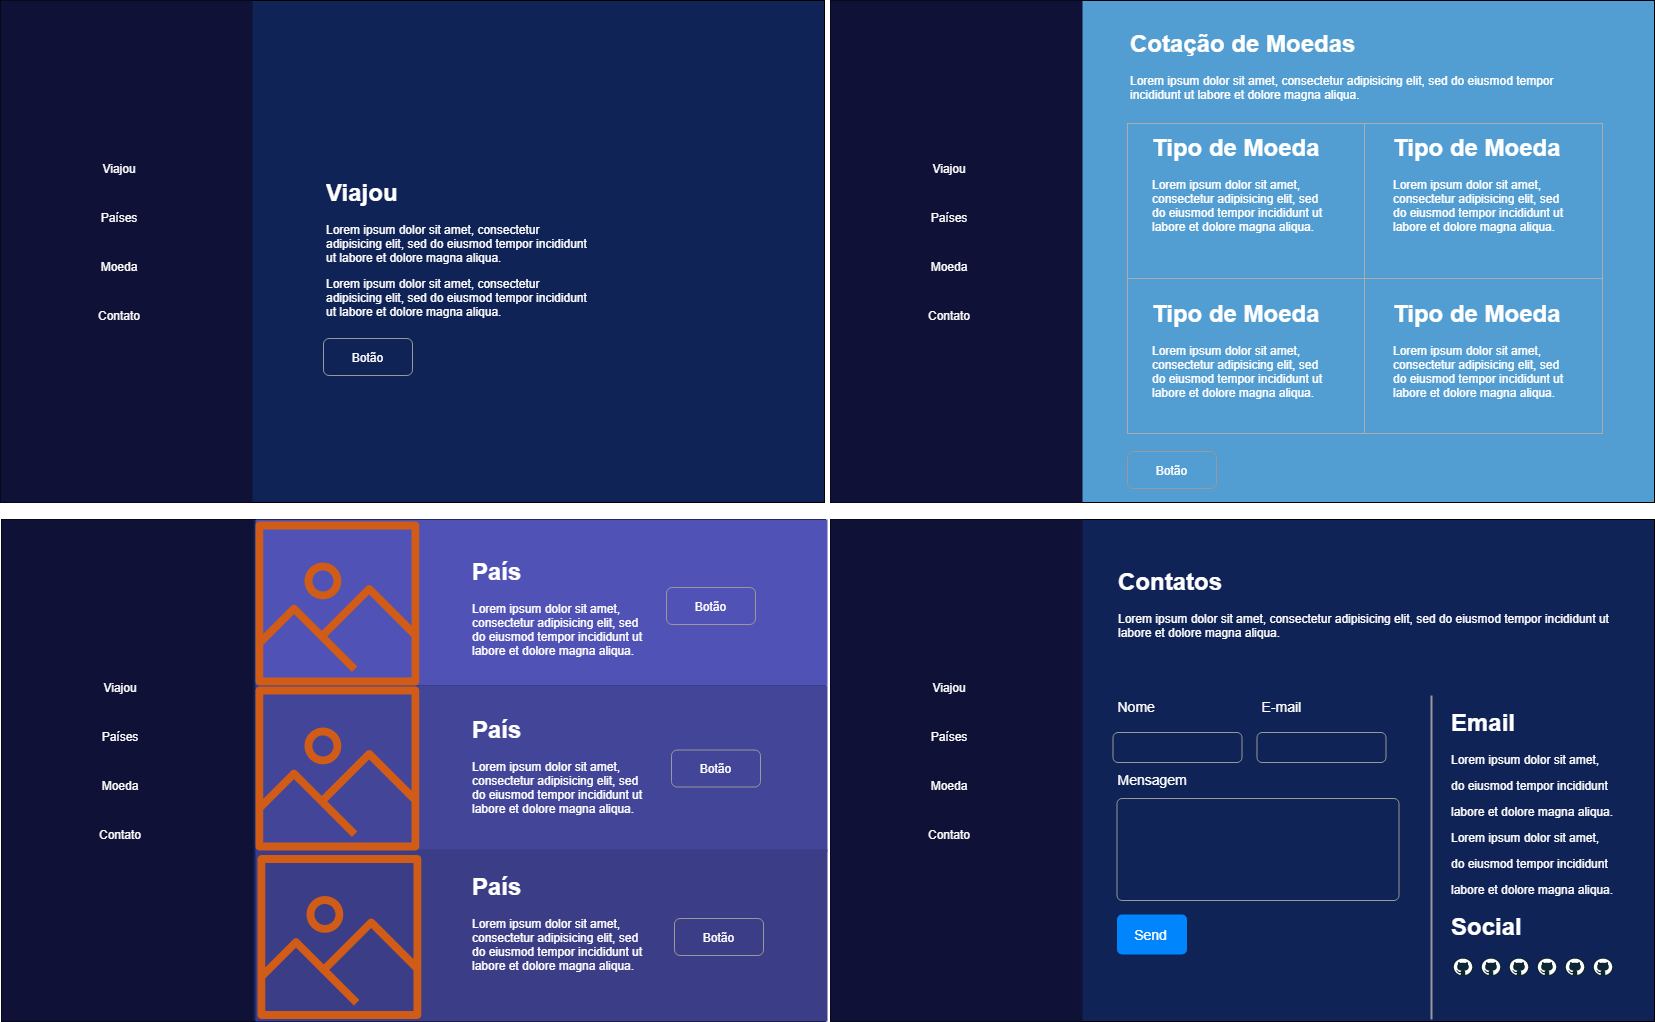 Viajou
Países
Moeda
Contato
Viajou
Lorem ipsum dolor sit amet, consectetur
adipisicing elit, sed do eiusmod tempor incididunt
ut labore et dolore magna aliqua.
Lorem ipsum dolor sit amet, consectetur
adipisicing elit, sed do eiusmod tempor incididunt
ut labore et dolore magna aliqua.
Botão
Viajou
Países
Moeda
Contato
Cotação de Moedas
Lorem ipsum dolor sit amet, consectetur adipisicing elit, sed do eiusmod tempor
incididunt ut labore et dolore magna aliqua.
Tipo de Moeda
Lorem ipsum dolor sit amet,
consectetur adipisicing elit, sed
do eiusmod tempor incididunt ut
labore et dolore magna aliqua.
Tipo de Moeda
Lorem ipsum dolor sit amet,
consectetur adipisicing elit, sed
do eiusmod tempor incididunt ut
labore et dolore magna aliqua.
Tipo de Moeda
Lorem ipsum dolor sit amet,
consectetur adipisicing elit, sed
do eiusmod tempor incididunt ut
labore et dolore magna aliqua.
Tipo de Moeda
Lorem ipsum dolor sit amet,
consectetur adipisicing elit, sed
do eiusmod tempor incididunt ut
labore et dolore magna aliqua.
Botão
Viajou
Países
Moeda
Contato
País
Lorem ipsum dolor sit amet,
consectetur adipisicing elit, sed
do eiusmod tempor incididunt ut
labore et dolore magna aliqua.
Botão
País
Lorem ipsum dolor sit amet,
consectetur adipisicing elit, sed
do eiusmod tempor incididunt ut
labore et dolore magna aliqua.
Botão
País
Lorem ipsum dolor sit amet,
consectetur adipisicing elit, sed
do eiusmod tempor incididunt ut
labore et dolore magna aliqua.
Botão
Viajou
Países
Moeda
Contato
Contatos
Lorem ipsum dolor sit amet, consectetur adipisicing elit, sed do eiusmod tempor incididunt ut
labore et dolore magna aliqua.
Nome
E-mail
Mensagem
Send
Email
Lorem ipsum dolor sit amet,
do eiusmod tempor incididunt
labore et dolore magna aliqua.
Lorem ipsum dolor sit amet,
do eiusmod tempor incididunt
labore et dolore magna aliqua.
Social